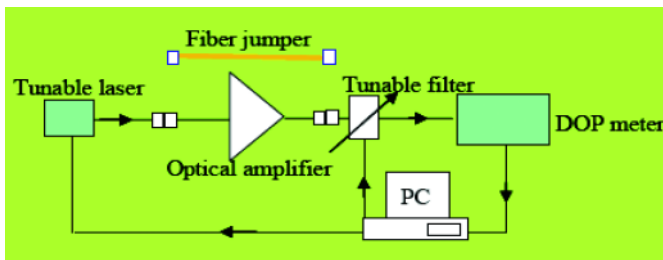 Fiber jumper
Tunable laser
Tunable filter
DOP meter
Optical amplifier
PC